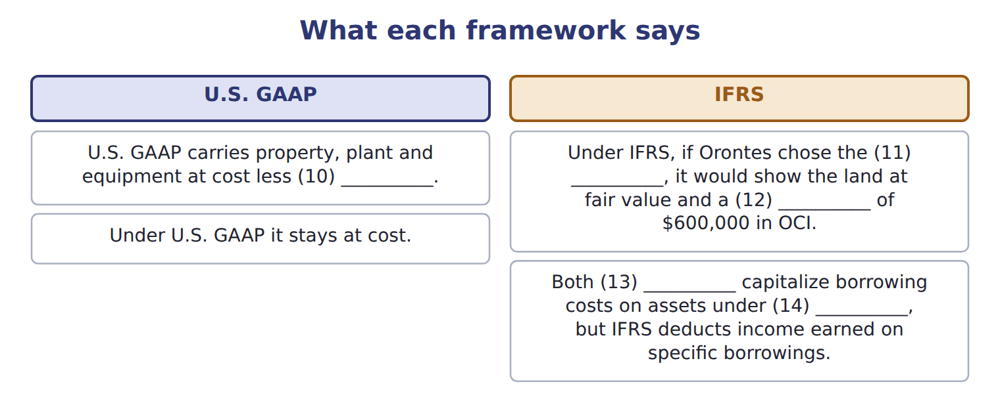 What each framework says
U.S. GAAP
U.S. GAAP carries property, plant and
equipment at cost less (10) __________.
Under U.S. GAAP it stays at cost.
IFRS
Under IFRS, if Orontes chose the (11)
__________, it would show the land at
fair value and a (12) __________ of
$600,000 in OCI.
Both (13) __________ capitalize borrowing
costs on assets under (14) __________,
but IFRS deducts income earned on
specific borrowings.